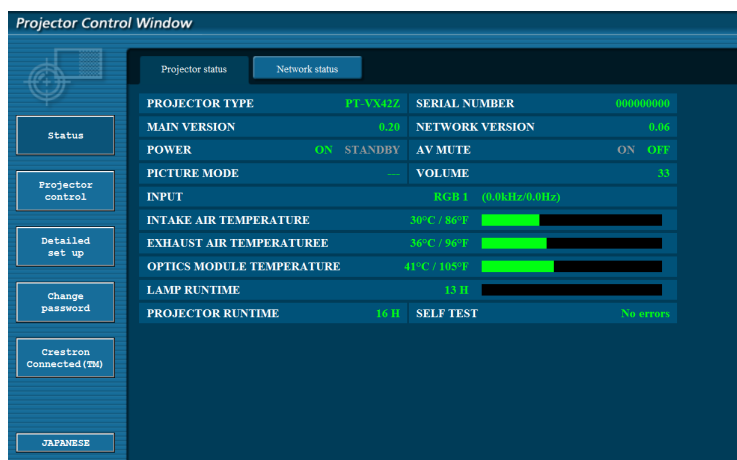 Projector Control Window
Projector status Network status
PROJECTOR TYPE PT-VX42Z SERIAL NUMBER 000000000
MAIN VERSION 0.20 NETWORK VERSION 0.06
POWER ON STANDBY AV MUTE ON OFF
PICTURE MODE --- VOLUME 33
INPUT RGB 1 (0.0kHz/0.0Hz)
INTAKE AIR TEMPERATURE 30°C / 86°F
EXHAUST AIR TEMPERATUREE 36°C / 96°F
OPTICS MODULE TEMPERATURE 41°C / 105°F
LAMP RUNTIME 13 H
PROJECTOR RUNTIME 16 H SELF TEST No errors
Status
Projector
control
Detailed
set up
Change
password
Crestron
Connected(TM)
JAPANESE